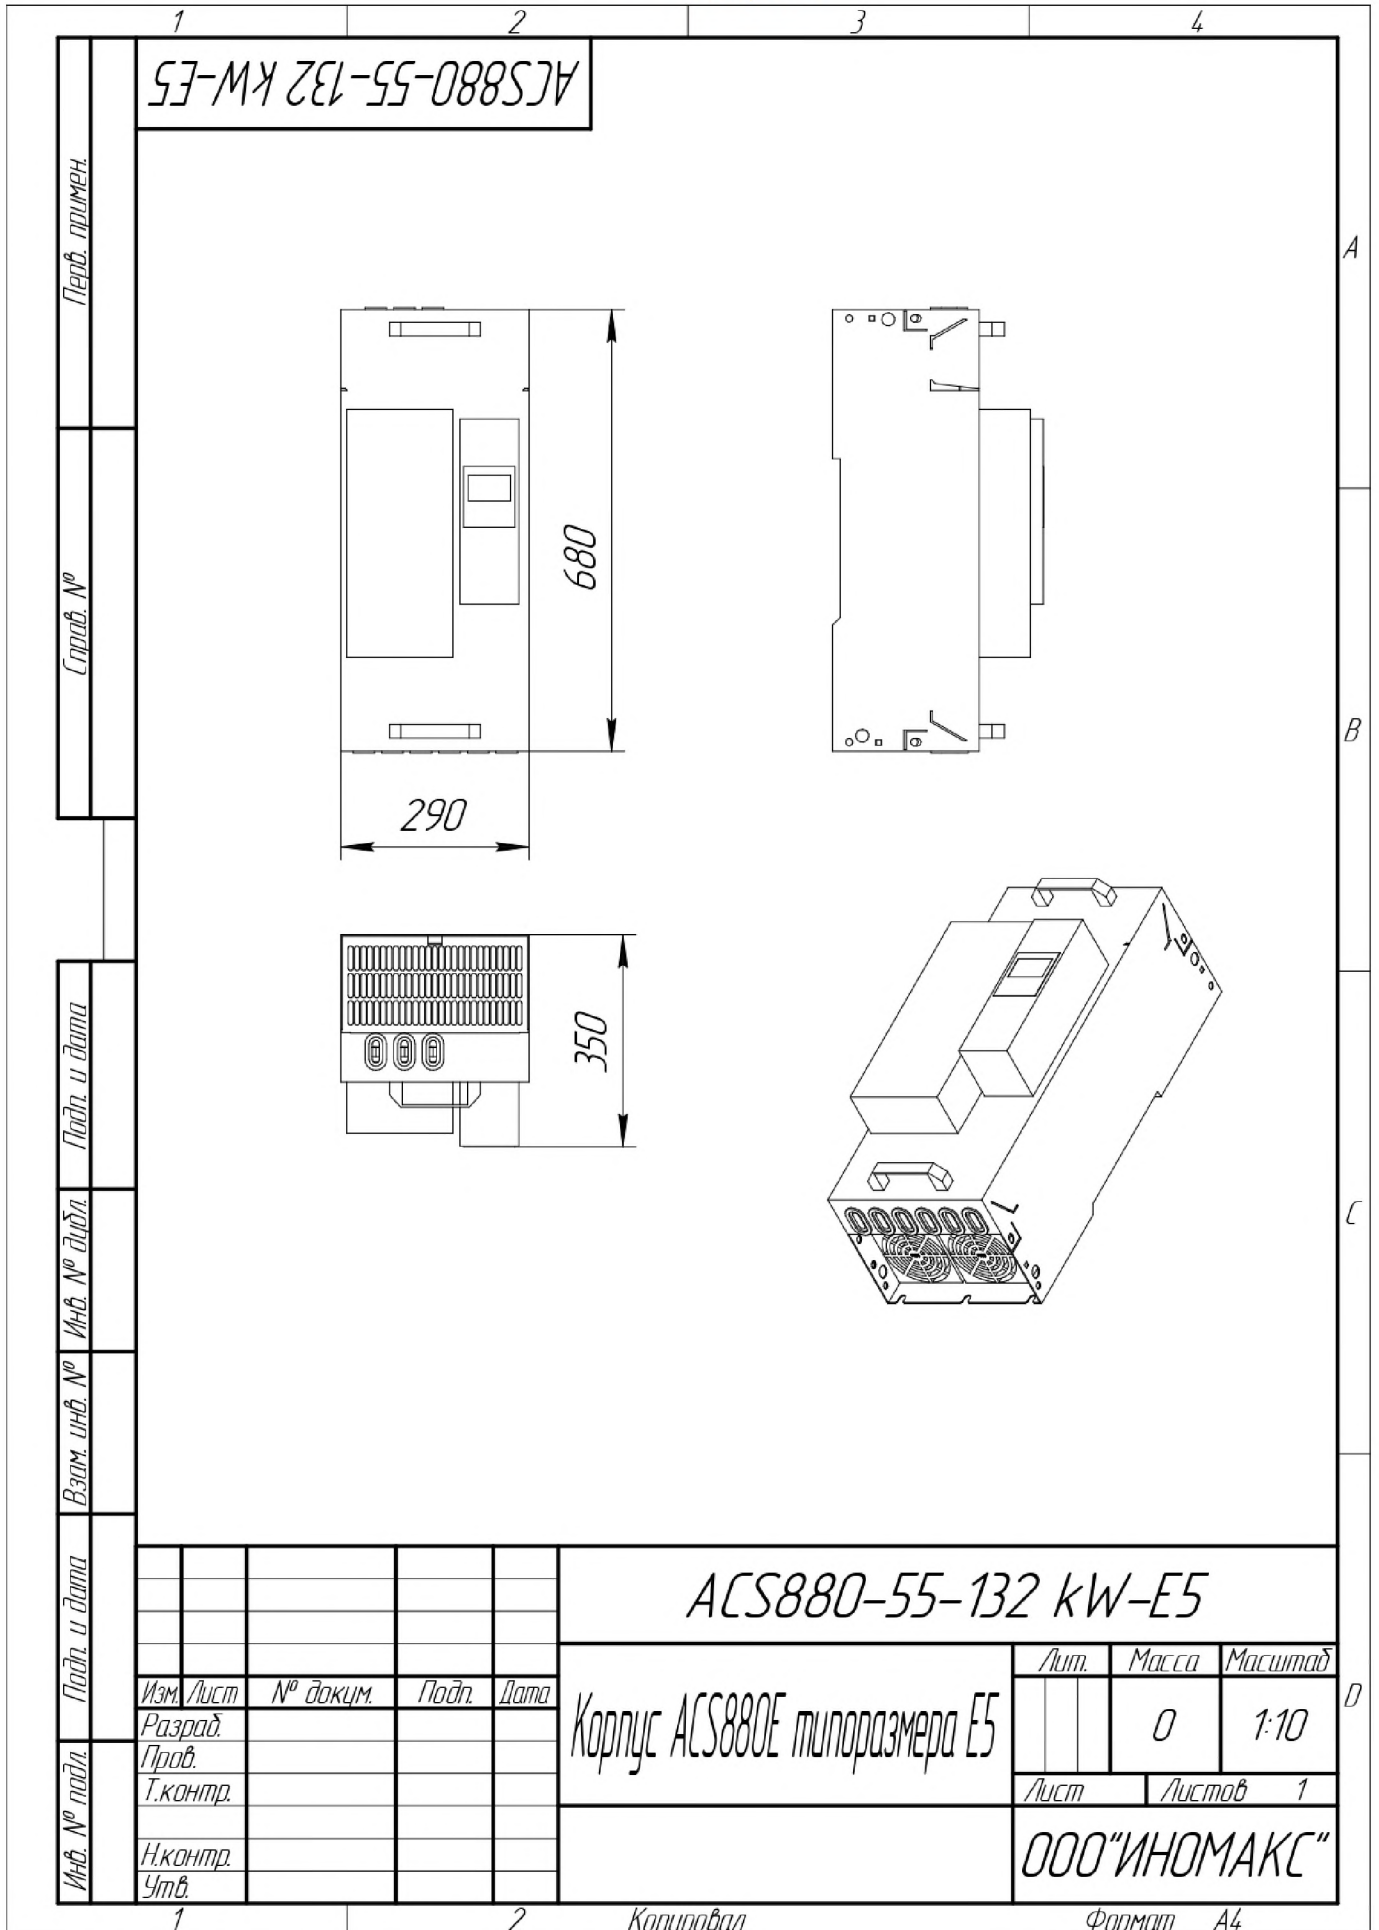 1 2 3 4
ACS880-55-132 kW-E5
Перв. примен.
A
Справ. №
680
B
290
350
Подп. и дата
Инв. № дубл.
C
Взам. инв. №
Подп. и дата
Инв. № подл.
ACS880-55-132 kW-E5
Лит. Масса Масштаб
Изм. Лист № докум. Подп. Дата
D
Разраб.
Корпус ACS880E типоразмера E5
0 1:10
Пров.
Т.контр.
Лист Листов 1
Н.контр.
ООО"ИНОМАКС"
Утв.
1 2 Копировал Формат A4